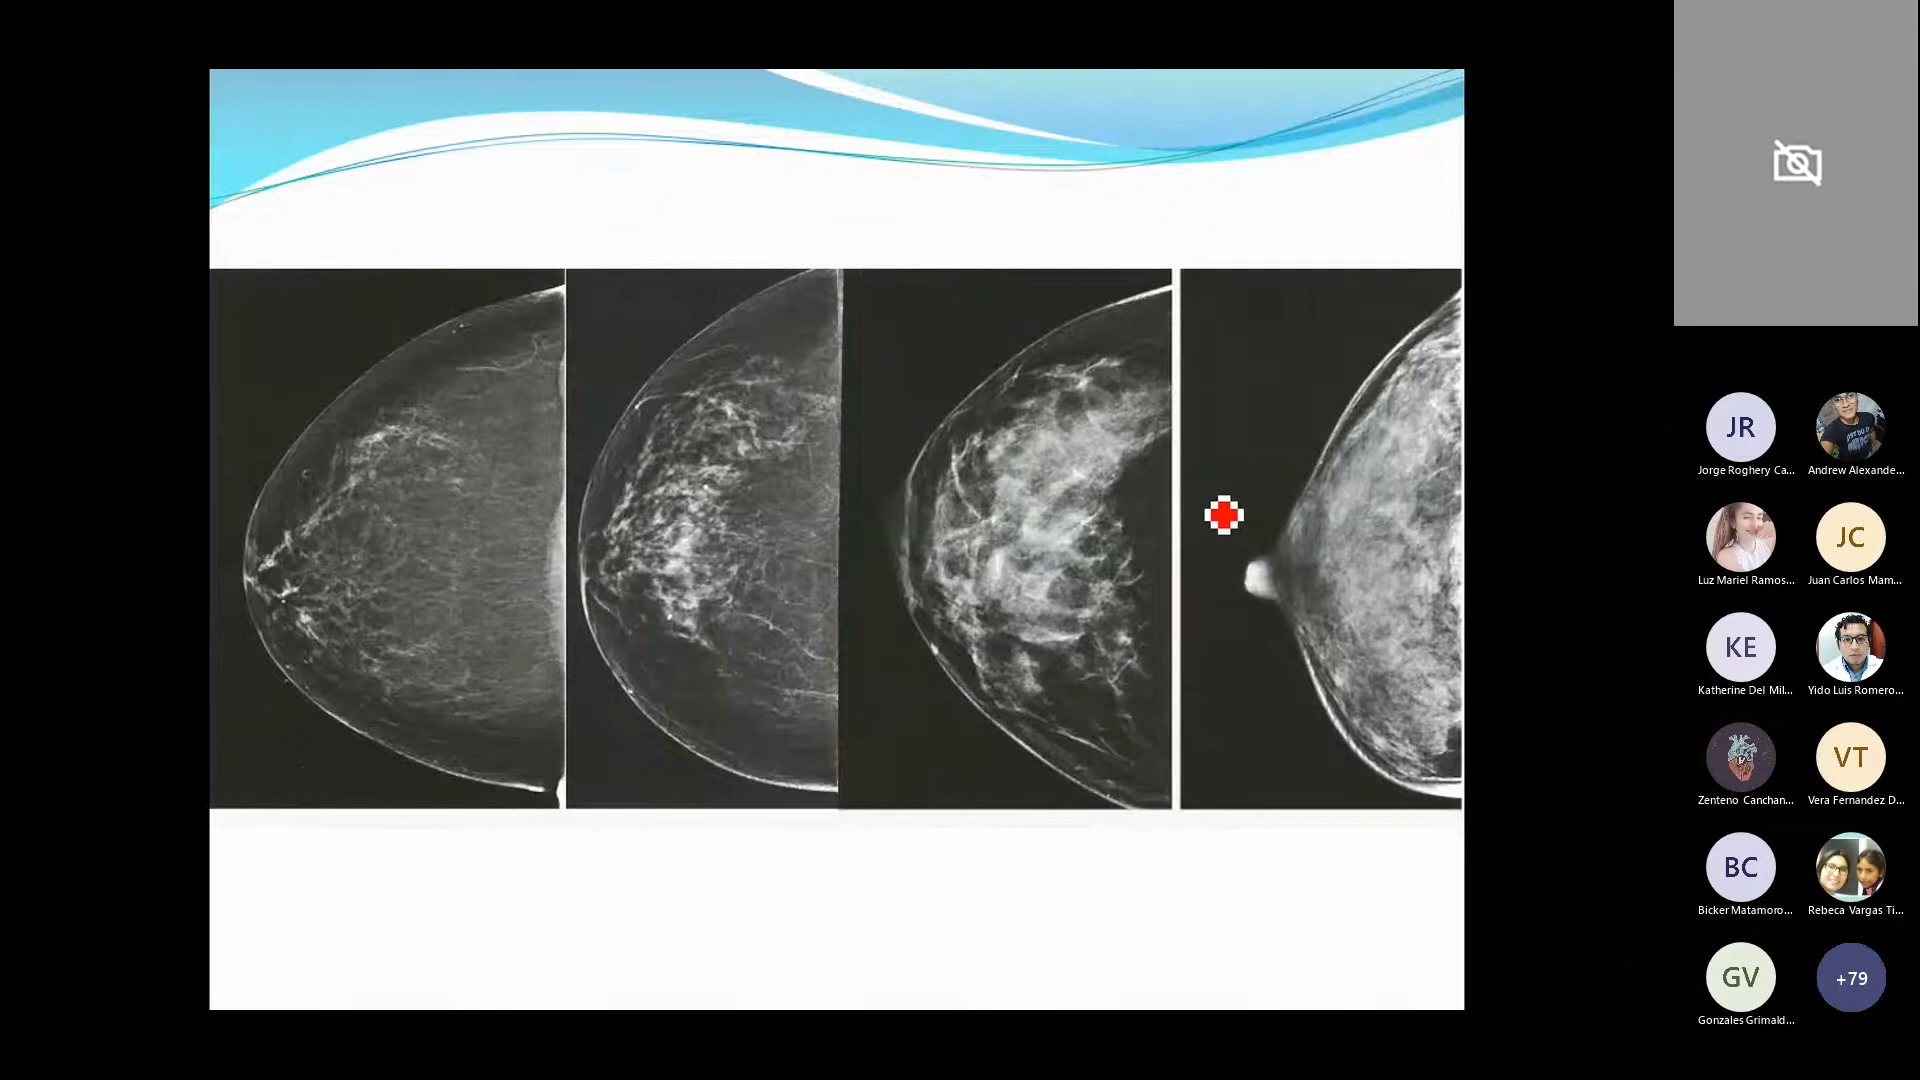 JR
Jorge Roghery Ca...
Andrew Alexande...
Luz Mariel Ramos...
JC
Juan Carlos Mam...
KE
Katherine Del Mil...
Yido Luis Romero...
Zenteno Canchan...
VT
Vera Fernandez D...
BC
Bicker Matamoro...
Rebeca Vargas Ti...
GV
Gonzales Grimald...
+79